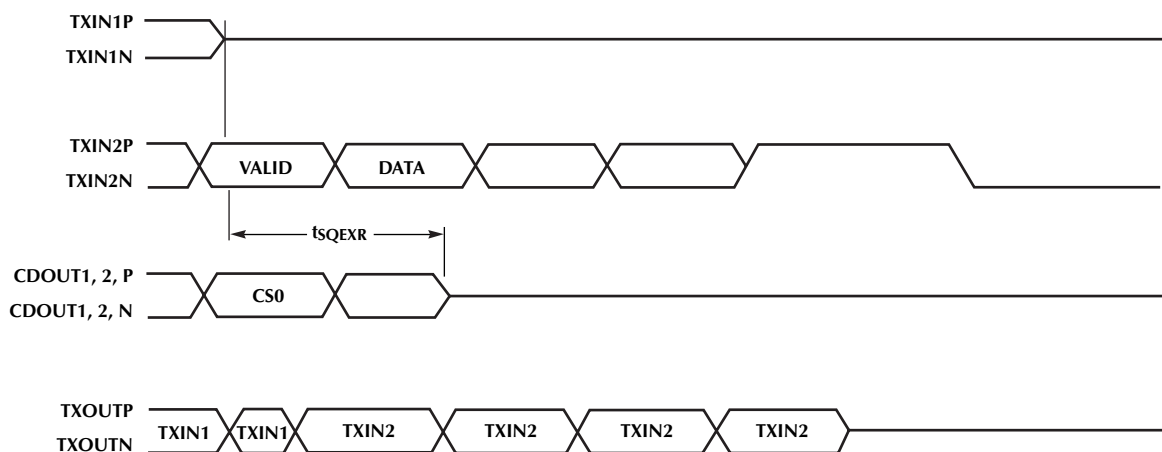 TXIN1P
TXIN1N
TXIN2P
TXIN2N
VALID DATA
tSQEXR
CDOUT1, 2, P
CDOUT1, 2, N
CS0
TXOUTP
TXOUTN
TXIN1 TXIN1 TXIN2 TXIN2 TXIN2 TXIN2